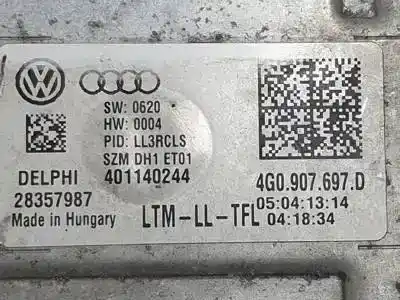 SW: 0620
HW: 0004
PID: LL3RCLS
SZM DH1 ET01
DELPHI 401140244
28357987
Made in Hungary
LTM-LL-TFL
4G0.907.697.D
05:04:13:14
04:18:34